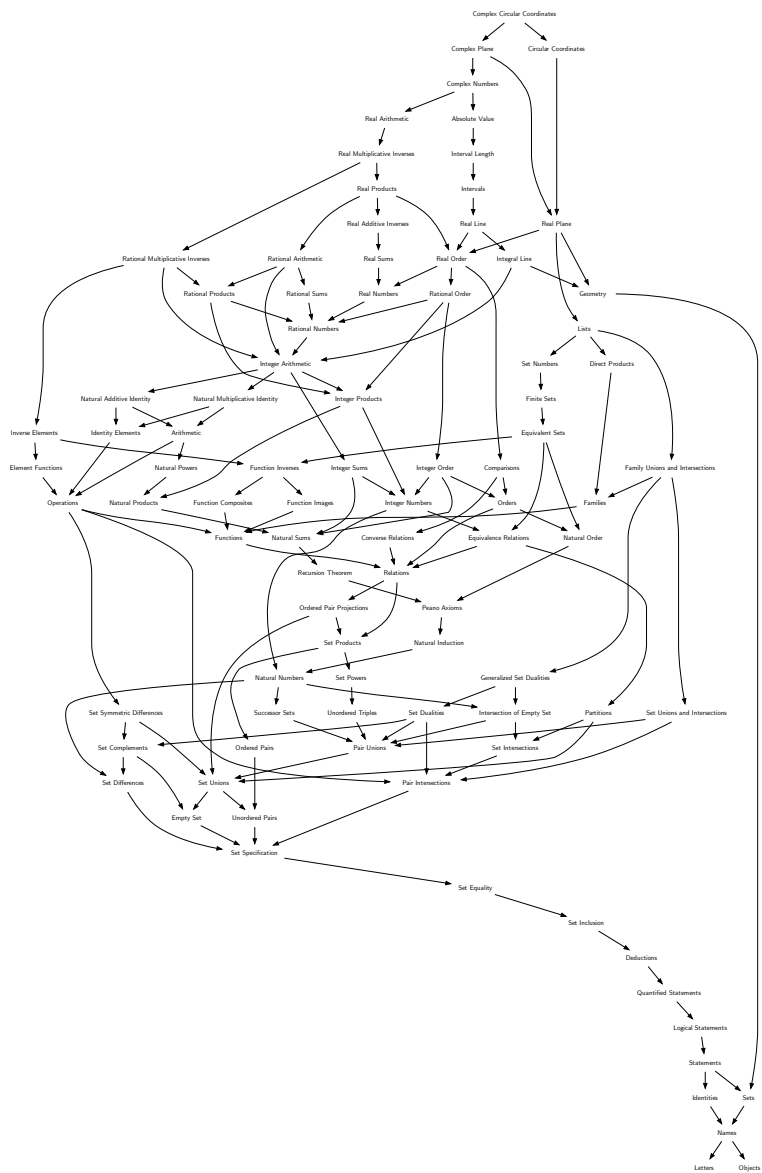 Complex Circular Coordinates
Complex Plane
Circular Coordinates
Complex Numbers
Real Arithmetic
Absolute Value
Real Multiplicative Inverses
Interval Length
Real Products
Intervals
Real Additive Inverses
Real Line
Real Plane
Rational Multiplicative Inverses
Rational Arithmetic
Real Sums
Real Order
Integral Line
Rational Products
Rational Sums
Real Numbers
Rational Order
Geometry
Rational Numbers
Lists
Integer Arithmetic
Set Numbers
Direct Products
Natural Additive Identity
Natural Multiplicative Identity
Integer Products
Finite Sets
Inverse Elements
Identity Elements
Arithmetic
Equivalent Sets
Element Functions
Natural Powers
Function Inverses
Integer Sums
Integer Order
Comparisons
Family Unions and Intersections
Operations
Natural Products
Function Composites
Function Images
Integer Numbers
Orders
Families
Functions
Natural Sums
Converse Relations
Equivalence Relations
Natural Order
Recursion Theorem
Relations
Ordered Pair Projections
Peano Axioms
Set Products
Natural Induction
Natural Numbers
Set Powers
Generalized Set Dualities
Set Symmetric Differences
Successor Sets
Unordered Triples
Set Dualities
Intersection of Empty Set
Partitions
Set Unions and Intersections
Set Complements
Ordered Pairs
Pair Unions
Set Intersections
Set Differences
Set Unions
Pair Intersections
Empty Set
Unordered Pairs
Set Specification
Set Equality
Set Inclusion
Deductions
Quantified Statements
Logical Statements
Statements
Identities
Sets
Names
Letters
Objects